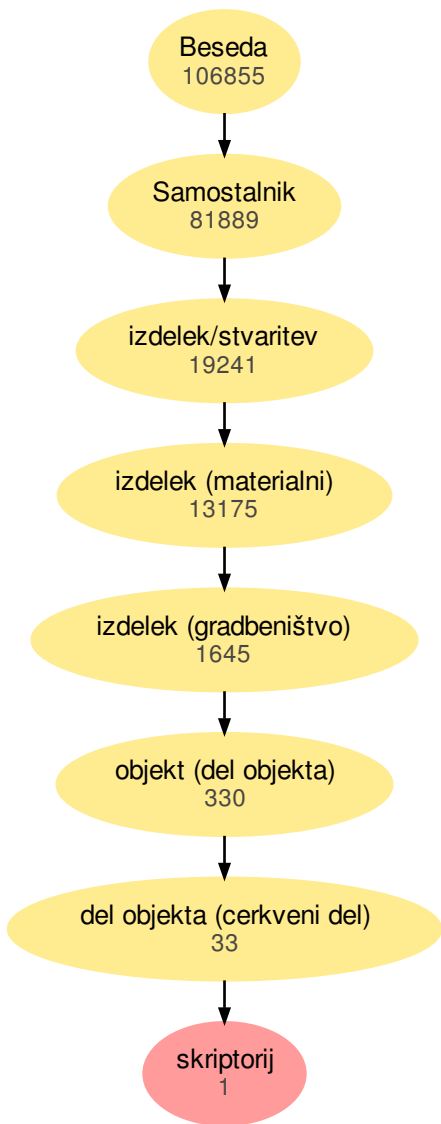 Beseda
106855
Samostalnik
81889
izdelek/stvaritev
19241
izdelek (materialni)
13175
izdelek (gradbeništvo)
1645
objekt (del objekta)
330
del objekta (cerkveni del)
33
skriptorij
1